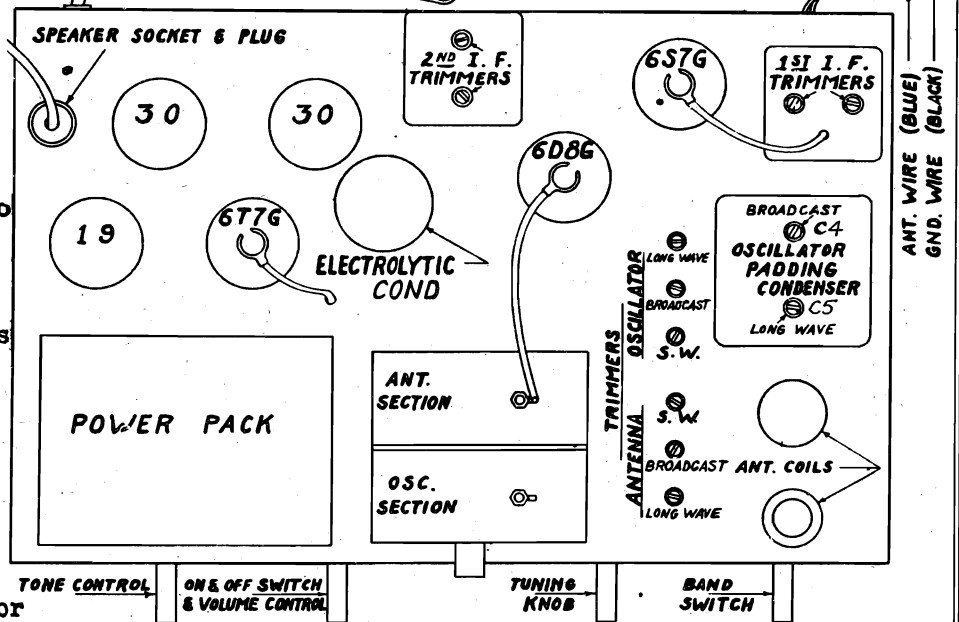 SPEAKER SOCKET & PLUG
2ND I. F.
TRIMMERS
6S7G
1ST I. F.
TRIMMERS
ANT. WIRE (BLUE)
GND. WIRE (BLACK)
30
30
6D8G
19
6T7G
ELECTROLYTIC
COND
BROADCAST
C4
OSCILLATOR
PADDING
CONDENSER
C5
LONG WAVE
TRIMMERS
OSCILLATOR
LONG WAVE
BROADCAST
S.W.
ANTENNA
S.W.
BROADCAST
LONG WAVE
ANT. COILS
POWER PACK
ANT.
SECTION
OSC.
SECTION
TONE CONTROL
ON & OFF SWITCH
& VOLUME CONTROL
TUNING
KNOB
BAND
SWITCH
or